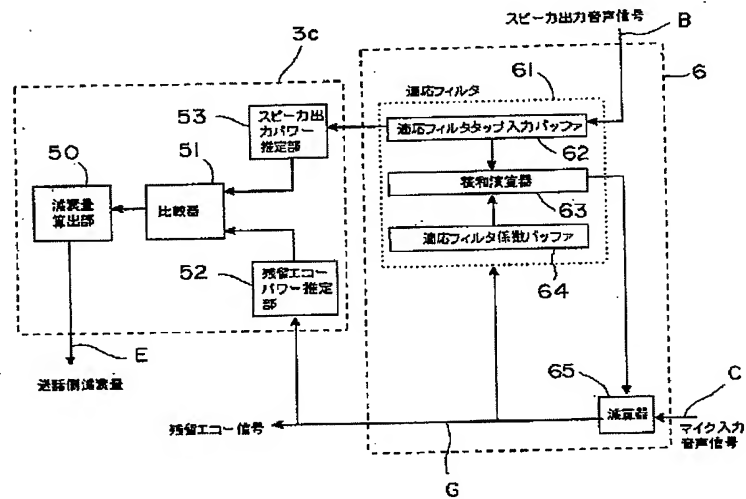 スピーカ出力音声信号
B
3c
6
61
適応フィルタ
53
スピーカ出
力パワー
推定部
適応フィルタタップ入力バッファ
62
50
51
減衰量
算出部
比較器
積和演算器
63
適応フィルタ係数バッファ
64
52
残留エコー
パワー推定
部
E
送話側減衰量
65
減算器
C
マイク入力
音声信号
残留エコー信号
G